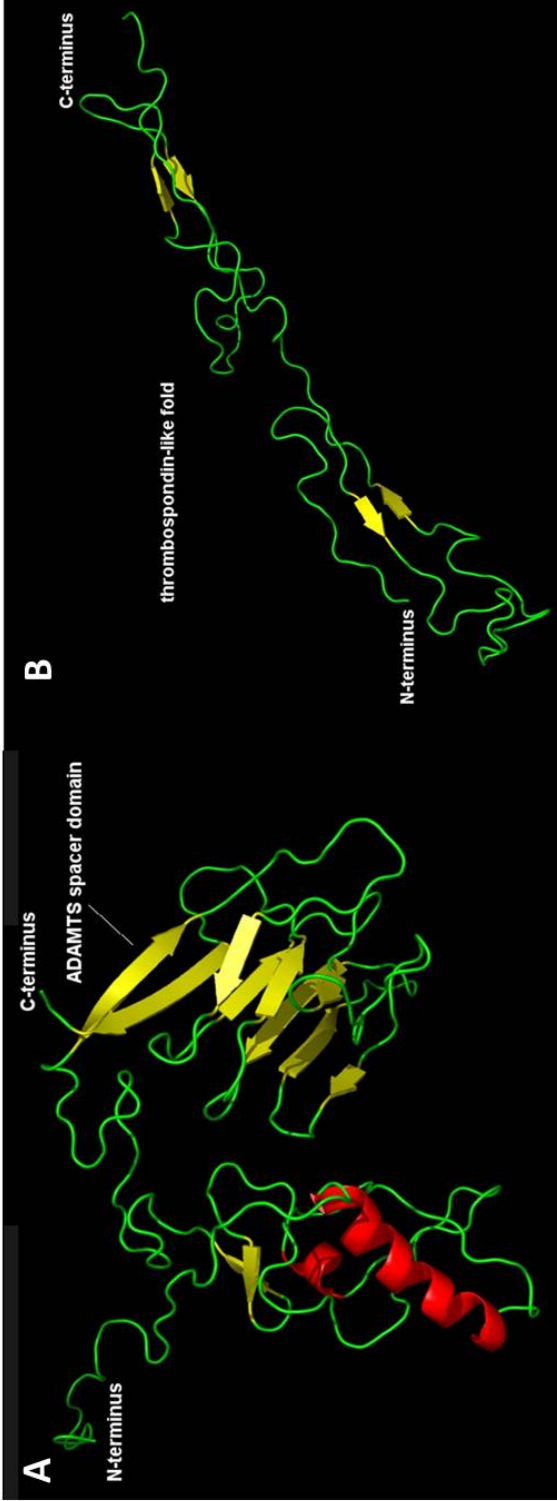 A
N-terminus
C-terminus
ADAMTS spacer domain
B
N-terminus
thrombospondin-like fold
C-terminus